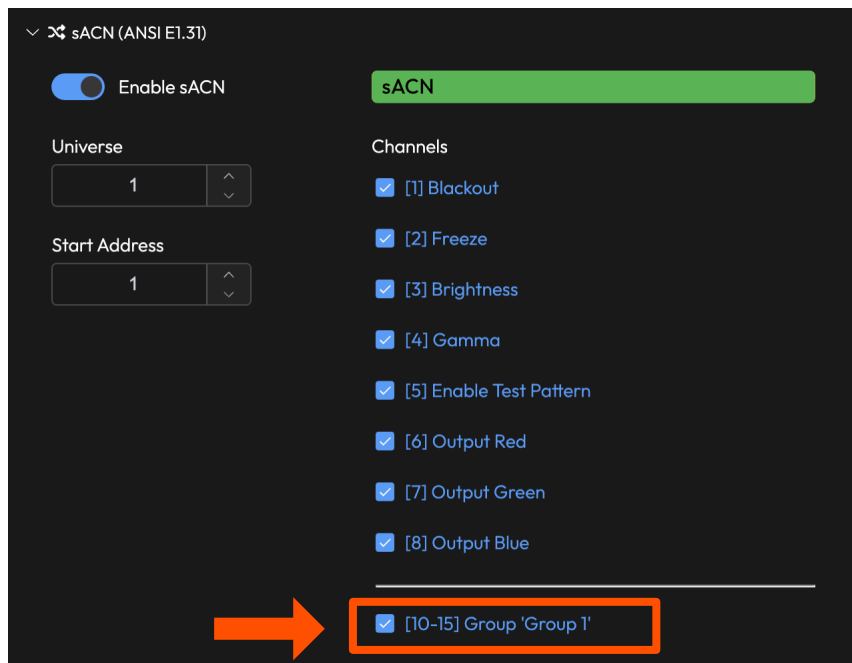 sACN (ANSI E1.31)
Enable sACN
sACN
Universe
1
Start Address
1
Channels
[1] Blackout
[2] Freeze
[3] Brightness
[4] Gamma
[5] Enable Test Pattern
[6] Output Red
[7] Output Green
[8] Output Blue
[10-15] Group 'Group 1'